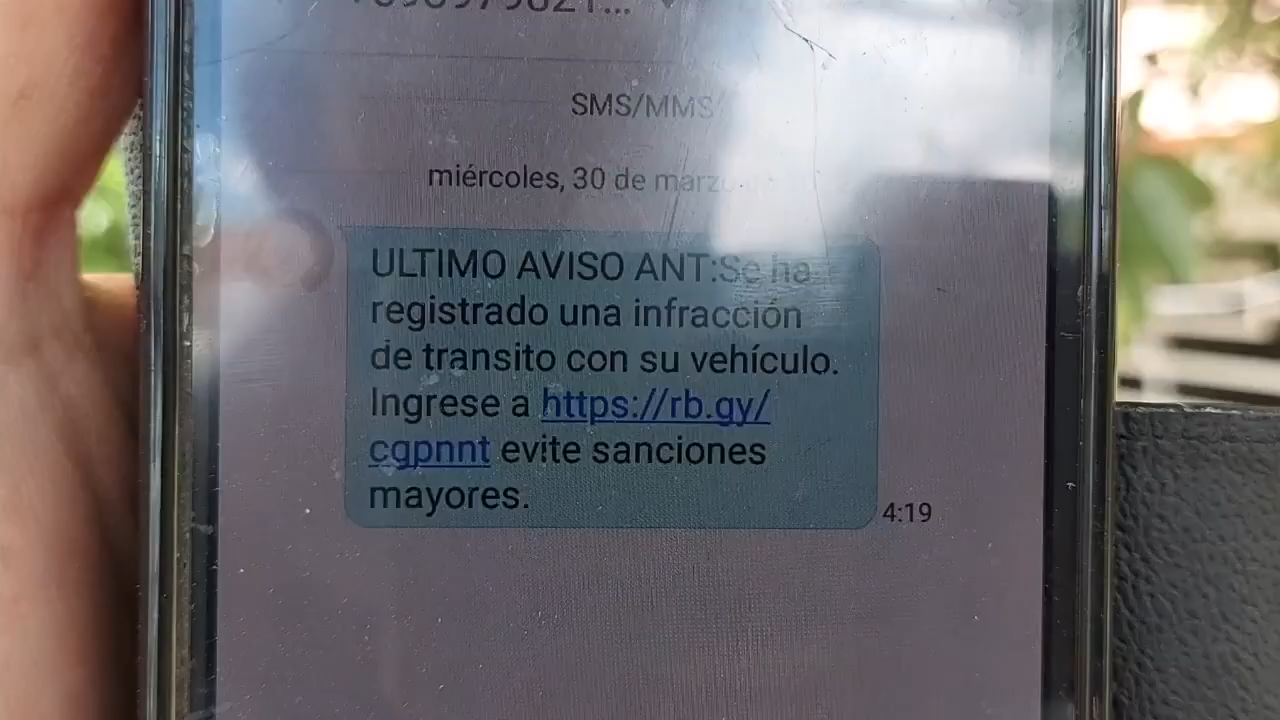 SMS/MMS
miércoles, 30 de marzo
ULTIMO AVISO ANT:Se ha
registrado una infracción
de transito con su vehículo.
Ingrese a https://rb.gy/
cgpnnt evite sanciones
mayores.
4:19